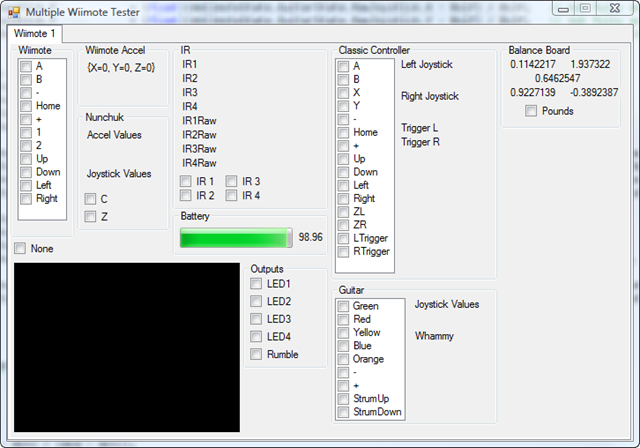 Multiple Wiimote Tester
Wiimote 1
Wiimote
A
B
-
Home
+
1
2
Up
Down
Left
Right
None
Wiimote Accel
{X=0, Y=0, Z=0}
Nunchuk
Accel Values
Joystick Values
C
Z
IR
IR1
IR2
IR3
IR4
IR1Raw
IR2Raw
IR3Raw
IR4Raw
IR 1 IR 3
IR 2 IR 4
Battery
98.96
Outputs
LED1
LED2
LED3
LED4
Rumble
Classic Controller
A
B
X
Y
-
Home
+
Up
Down
Left
Right
ZL
ZR
LTrigger
RTrigger
Left Joystick
Right Joystick
Trigger L
Trigger R
Guitar
Green
Red
Yellow
Blue
Orange
-
+
StrumUp
StrumDown
Joystick Values
Whammy
Balance Board
0.1142217 1.937322
0.6462547
0.9227139 -0.3892387
Pounds